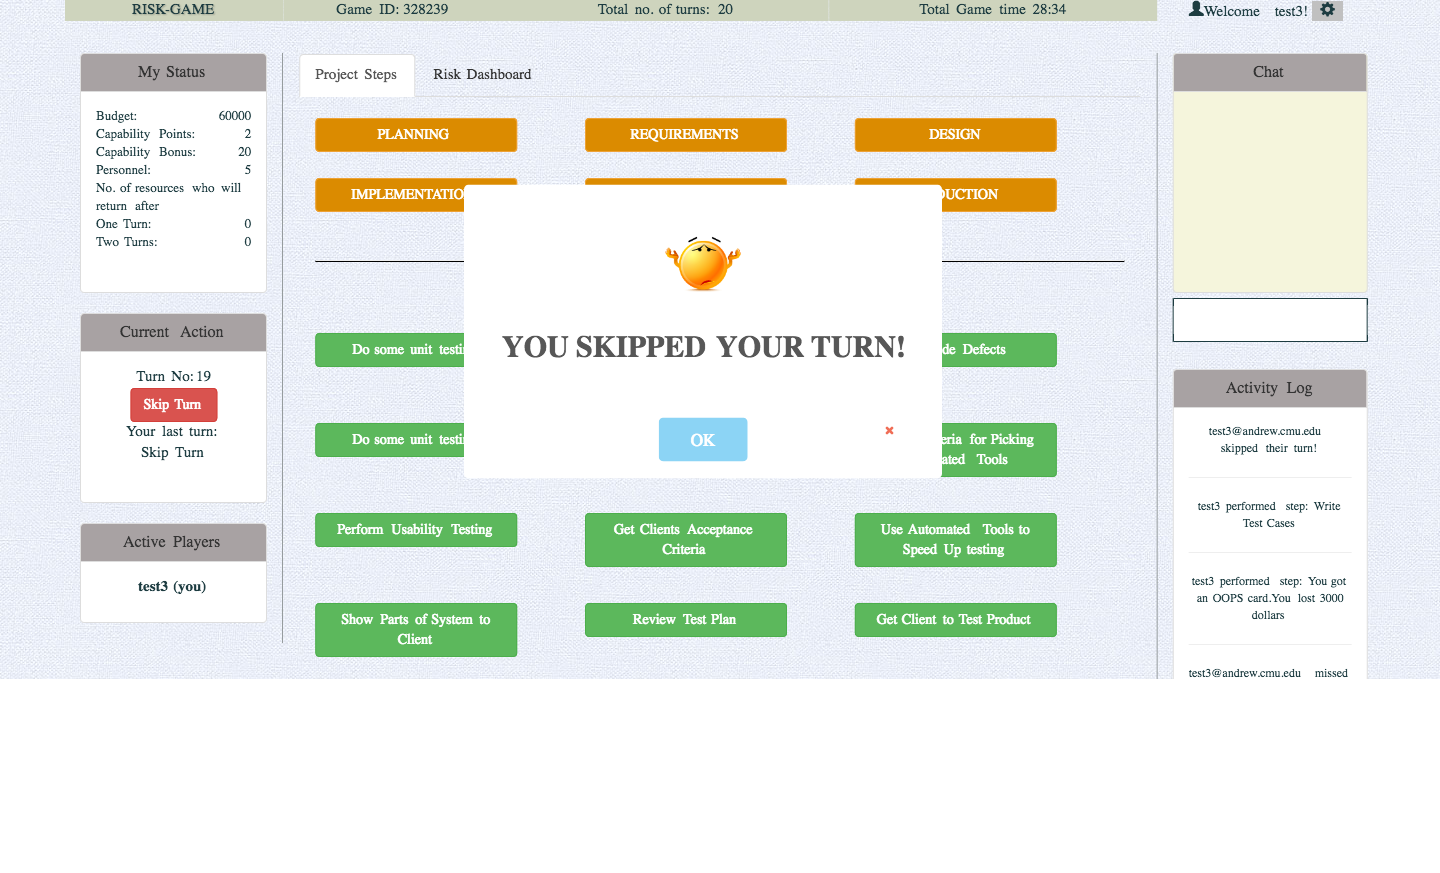 RISK-GAME
Game ID: 328239
Total no. of turns: 20
Total Game time 28:34
Welcome test3!
My Status
Budget: 60000
Capability Points: 2
Capability Bonus: 20
Personnel: 5
No. of resources who will
return after
One Turn: 0
Two Turns: 0
Current Action
Turn No: 19
Skip Turn
Your last turn:
Skip Turn
Active Players
test3 (you)
Project Steps
Risk Dashboard
PLANNING
REQUIREMENTS
DESIGN
IMPLEMENTATIO
DUCTION
YOU SKIPPED YOUR TURN!
OK
Do some unit testin
de Defects
Do some unit testin
eria for Picking
ated Tools
Perform Usability Testing
Get Clients Acceptance
Criteria
Use Automated Tools to
Speed Up testing
Show Parts of System to
Client
Review Test Plan
Get Client to Test Product
Chat
Activity Log
test3@andrew.cmu.edu
skipped their turn!
test3 performed step: Write
Test Cases
test3 performed step: You got
an OOPS card.You lost 3000
dollars
test3@andrew.cmu.edu missed